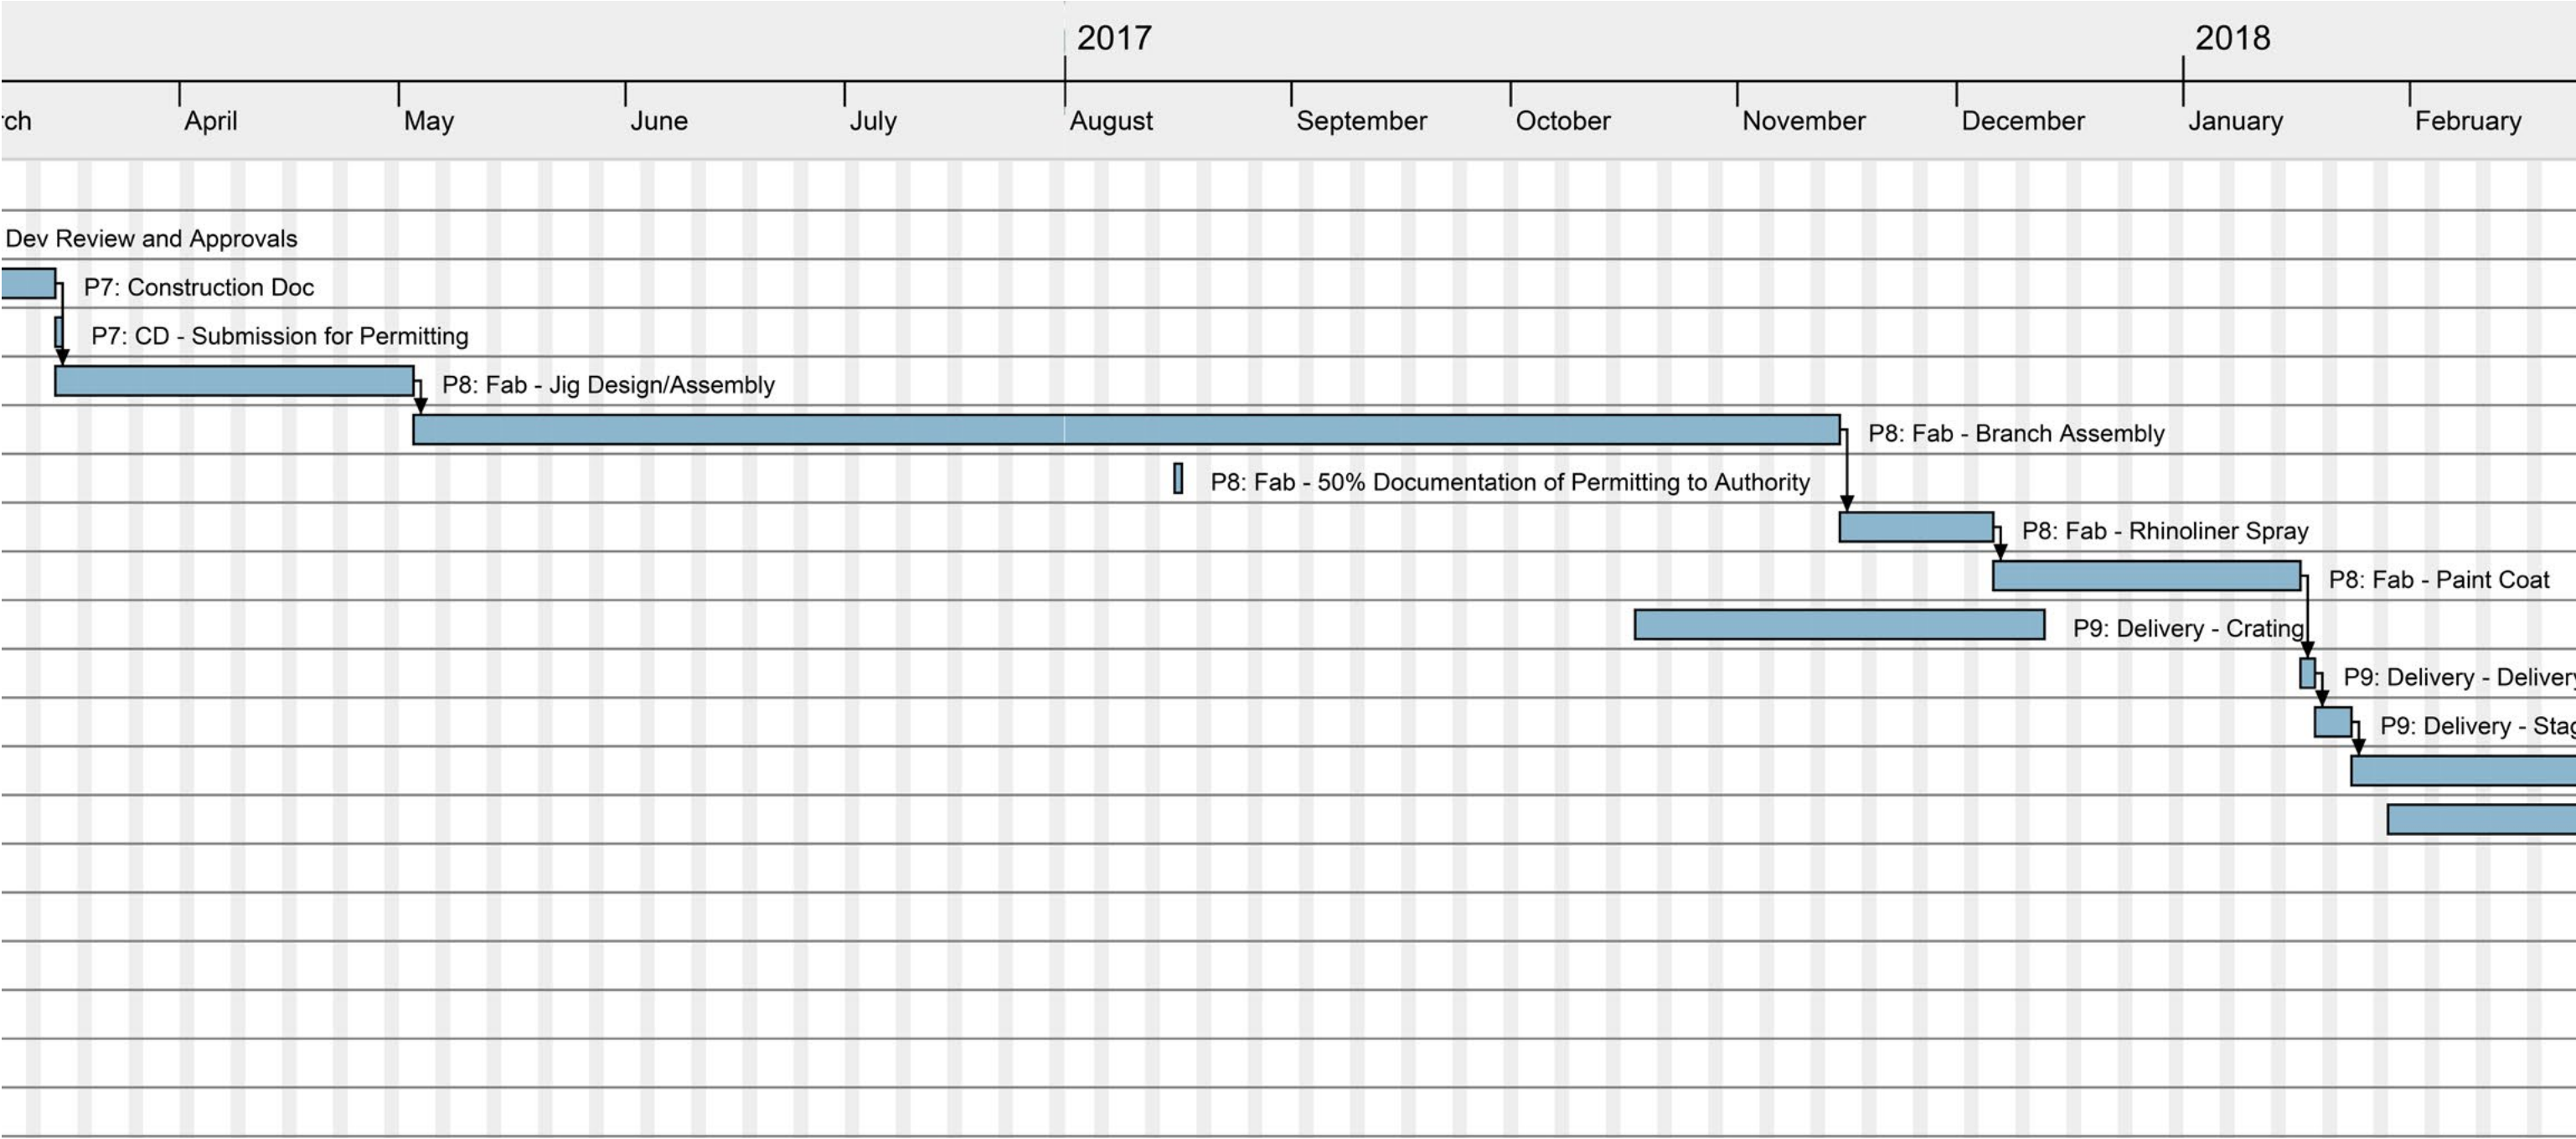 2017
2018
rch
April
May
June
July
August
September
October
November
December
January
February
Dev Review and Approvals
P7: Construction Doc
P7: CD - Submission for Permitting
P8: Fab - Jig Design/Assembly
P8: Fab - Branch Assembly
P8: Fab - 50% Documentation of Permitting to Authority
P8: Fab - Rhinoliner Spray
P8: Fab - Paint Coat
P9: Delivery - Crating
P9: Delivery - Delivery
P9: Delivery - Stag